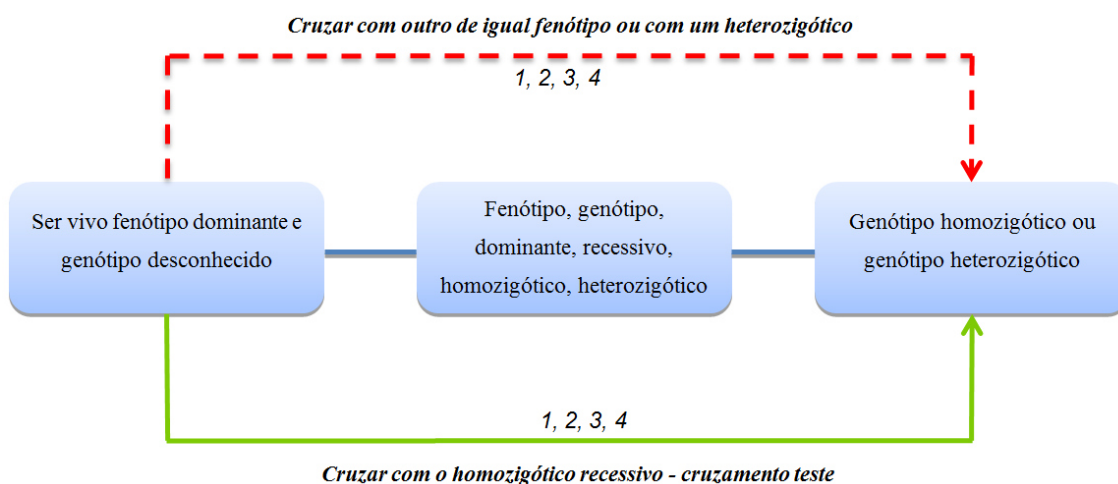 Cruzar com outro de igual fenótipo ou com um heterozigótico
1, 2, 3, 4
Ser vivo fenótipo dominante e
genótipo desconhecido
Fenótipo, genótipo,
dominante, recessivo,
homozigótico, heterozigótico
Genótipo homozigótico ou
genótipo heterozigótico
1, 2, 3, 4
Cruzar com o homozigótico recessivo - cruzamento teste